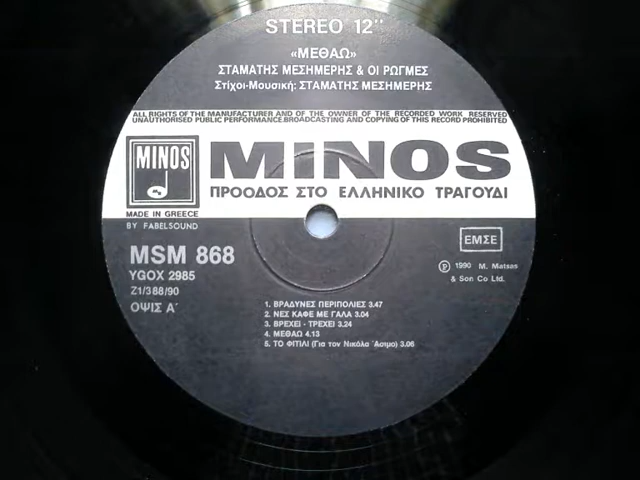 STEREO 12"
«ΜΕΘΑΩ»
ΣΤΑΜΑΤΗΣ ΜΕΣΗΜΕΡΗΣ & ΟΙ ΡΩΓΜΕΣ
Στίχοι-Μουσική: ΣΤΑΜΑΤΗΣ ΜΕΣΗΜΕΡΗΣ
ALL RIGHTS OF THE MANUFACTURER AND OF THE OWNER OF THE RECORDED WORK RESERVED
UNAUTHORISED PUBLIC PERFORMANCE BROADCASTING AND COPYING OF THIS RECORD PROHIBITED
MINOS
MINOS
ΠΡΟΟΔΟΣ ΣΤΟ ΕΛΛΗΝΙΚΟ ΤΡΑΓΟΥΔΙ
MADE IN GREECE
BY FABELSOUND
MSM 868
YGOX 2985
Z1/388/90
ΟΨΙΣ Α΄
ΕΜΣΕ
Ⓟ 1990 M. Matsas
& Son Co Ltd.
1. ΒΡΑΔΥΝΕΣ ΠΕΡΙΠΟΛΙΕΣ 3.47
2. ΝΕΣ ΚΑΦΕ ΜΕ ΓΑΛΑ 3.04
3. ΒΡΕΧΕΙ - ΤΡΕΧΕΙ 3.24
4. ΜΕΘΑΩ 4.13
5. ΤΟ ΦΙΤΙΛΙ (Για τον Νικόλα Άσιμο) 3.06